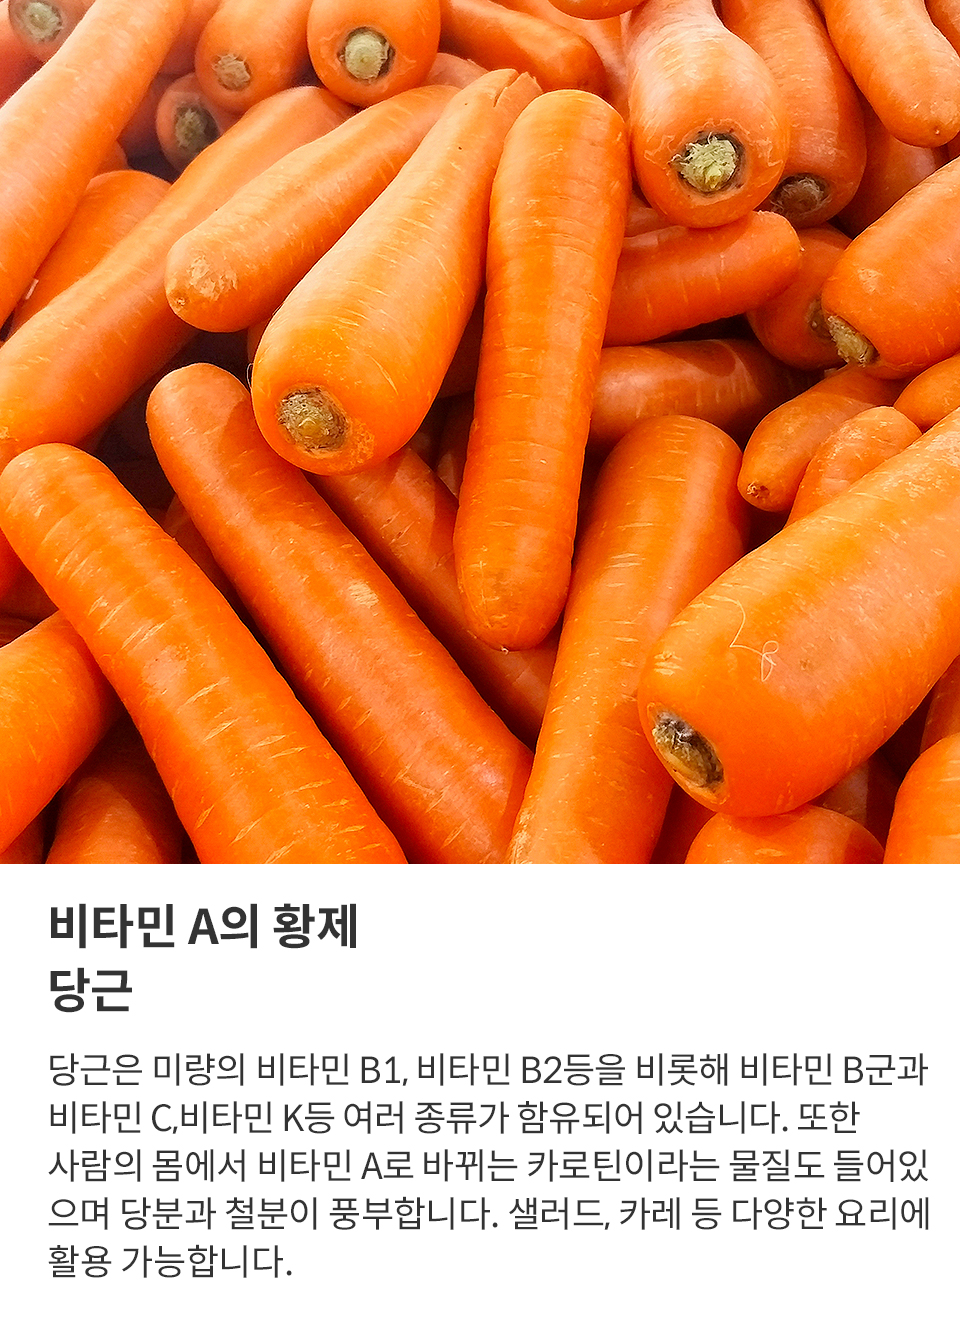 비타민 A의 황제
당근
당근은 미량의 비타민 B1, 비타민 B2등을 비롯해 비타민 B군과
비타민 C,비타민 K등 여러 종류가 함유되어 있습니다. 또한
사람의 몸에서 비타민 A로 바뀌는 카로틴이라는 물질도 들어있
으며 당분과 철분이 풍부합니다. 샐러드, 카레 등 다양한 요리에
활용 가능합니다.